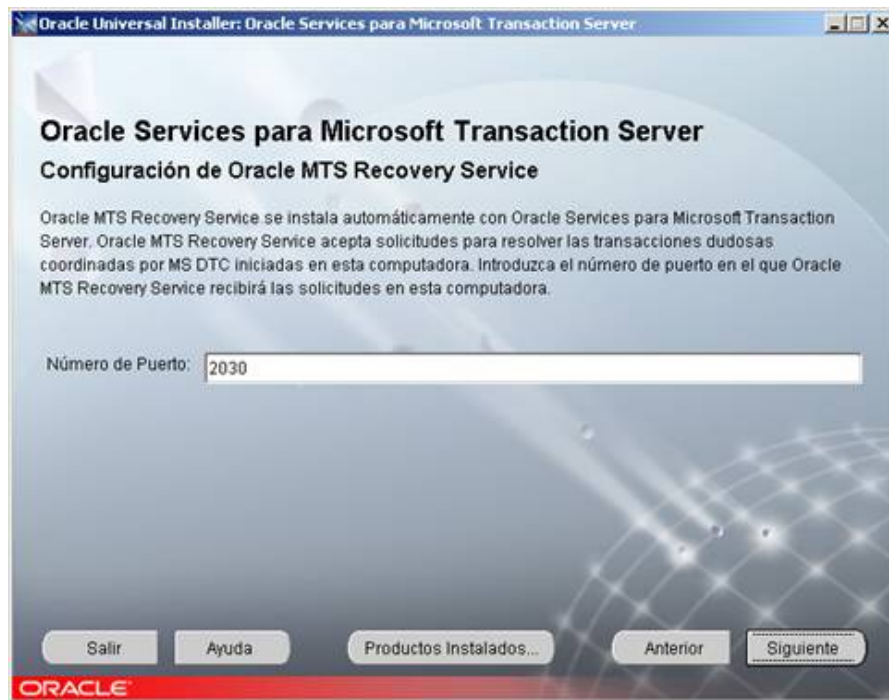 Oracle Universal Installer: Oracle Services para Microsoft Transaction Server
Oracle Services para Microsoft Transaction Server
Configuración de Oracle MTS Recovery Service
Oracle MTS Recovery Service se instala automáticamente con Oracle Services para Microsoft Transaction
Server. Oracle MTS Recovery Service acepta solicitudes para resolver las transacciones dudosas
coordinadas por MS DTC iniciadas en esta computadora. Introduzca el número de puerto en el que Oracle
MTS Recovery Service recibirá las solicitudes en esta computadora.
Número de Puerto: 2030
Salir Ayuda Productos Instalados... Anterior Siguiente
ORACLE